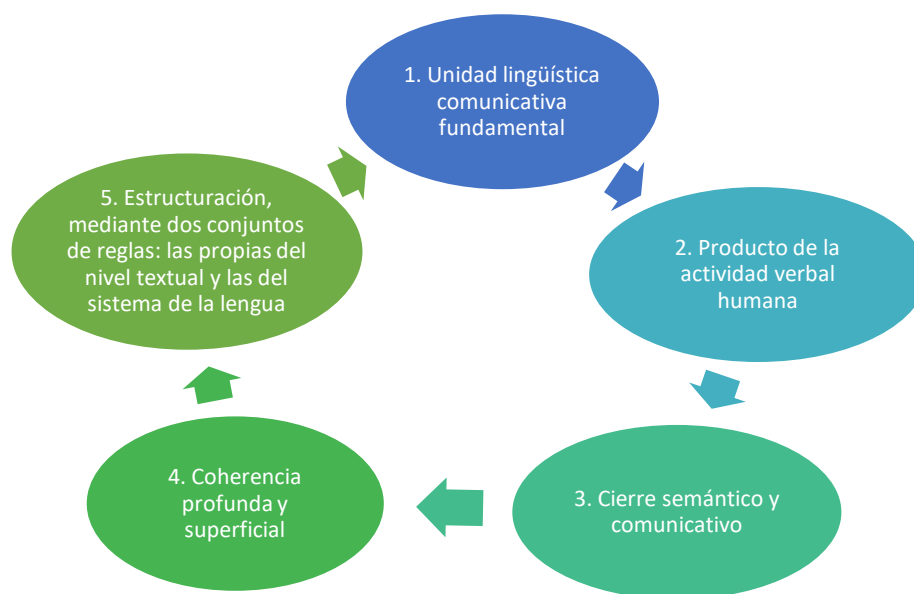 1. Unidad lingüística
comunicativa
fundamental
2. Producto de la
actividad verbal
humana
3. Cierre semántico y
comunicativo
4. Coherencia
profunda y
superficial
5. Estructuración,
mediante dos conjuntos
de reglas: las propias del
nivel textual y las del
sistema de la lengua